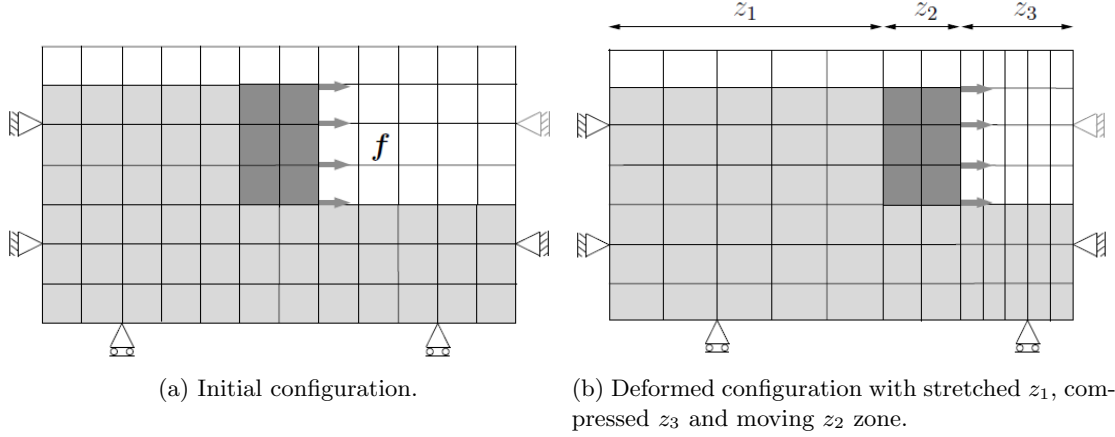 z₁ z₂ z₃
f
(a) Initial configuration.
(b) Deformed configuration with stretched z₁, com-
pressed z₃ and moving z₂ zone.